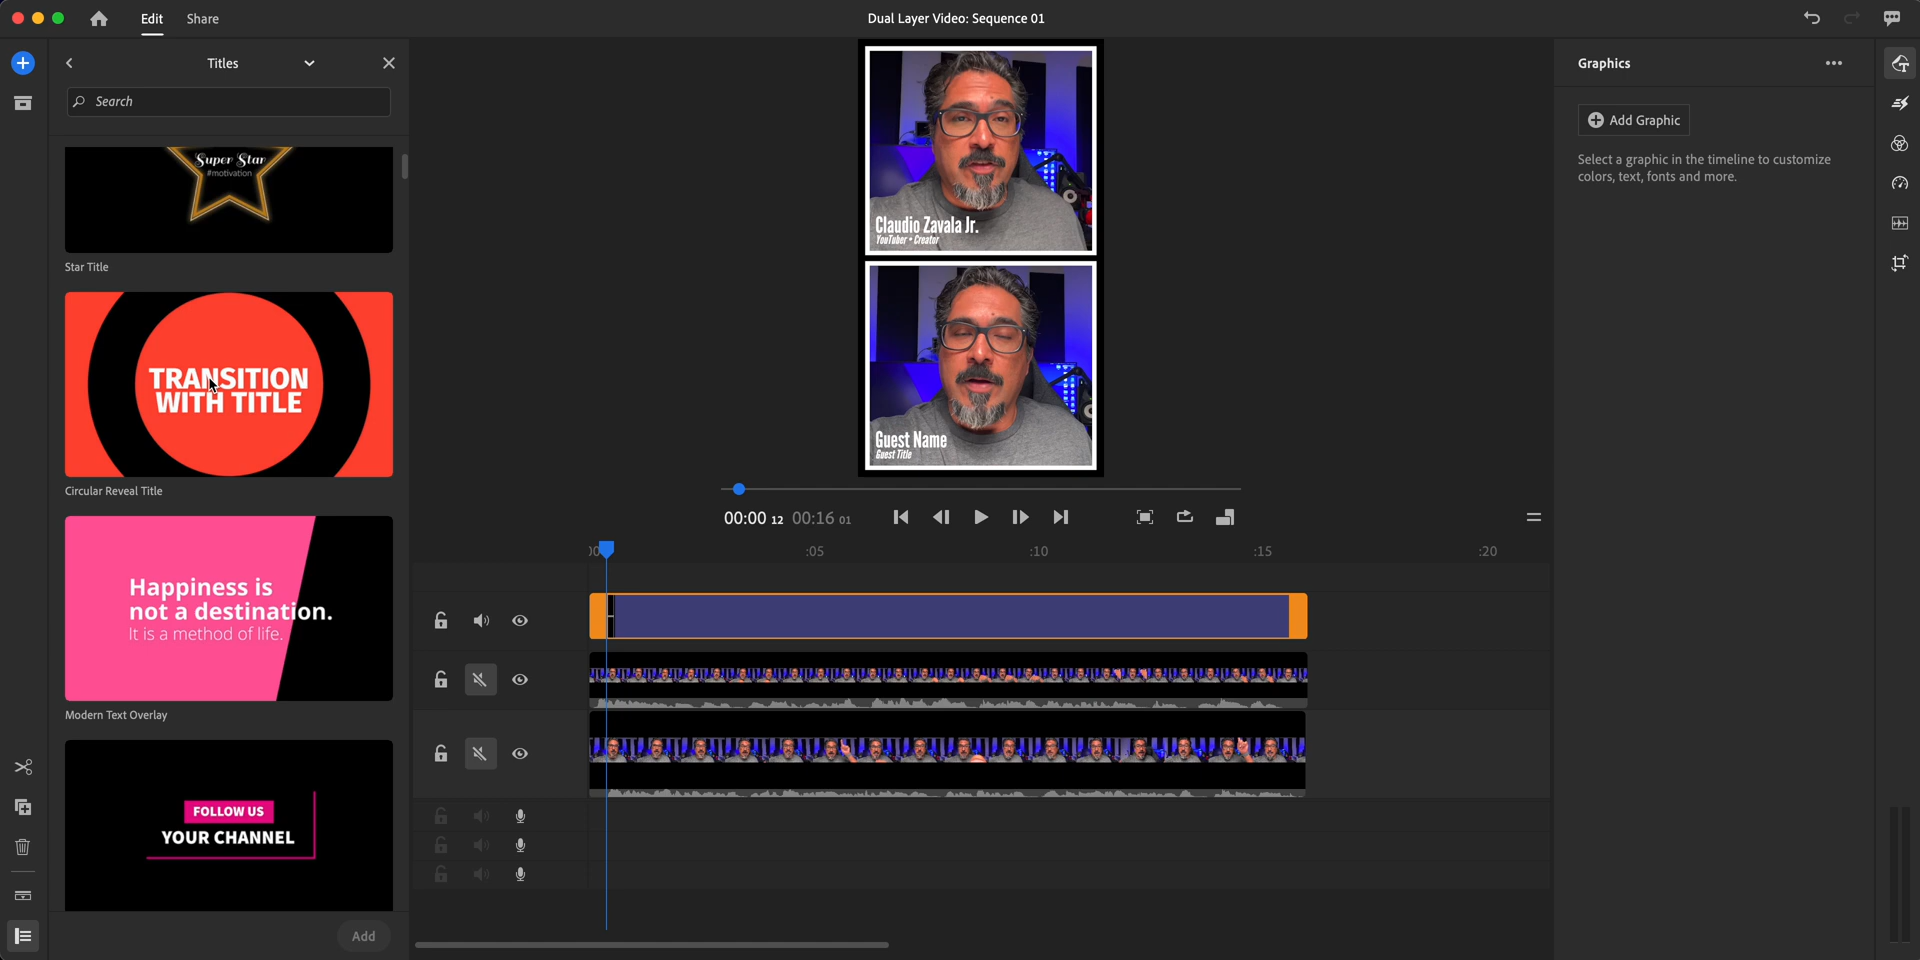 Edit
Share
Dual Layer Video: Sequence 01
Titles
Search
Super Star
#motivation
Star Title
TRANSITION
WITH TITLE
Circular Reveal Title
Happiness is
not a destination.
It is a method of life.
Modern Text Overlay
FOLLOW US
YOUR CHANNEL
Add
Claudio Zavala Jr.
YouTuber • Creator
Guest Name
Guest Title
00:00 12 00:16 01
:05 :10 :15 :20
Graphics
Add Graphic
Select a graphic in the timeline to customize
colors, text, fonts and more.